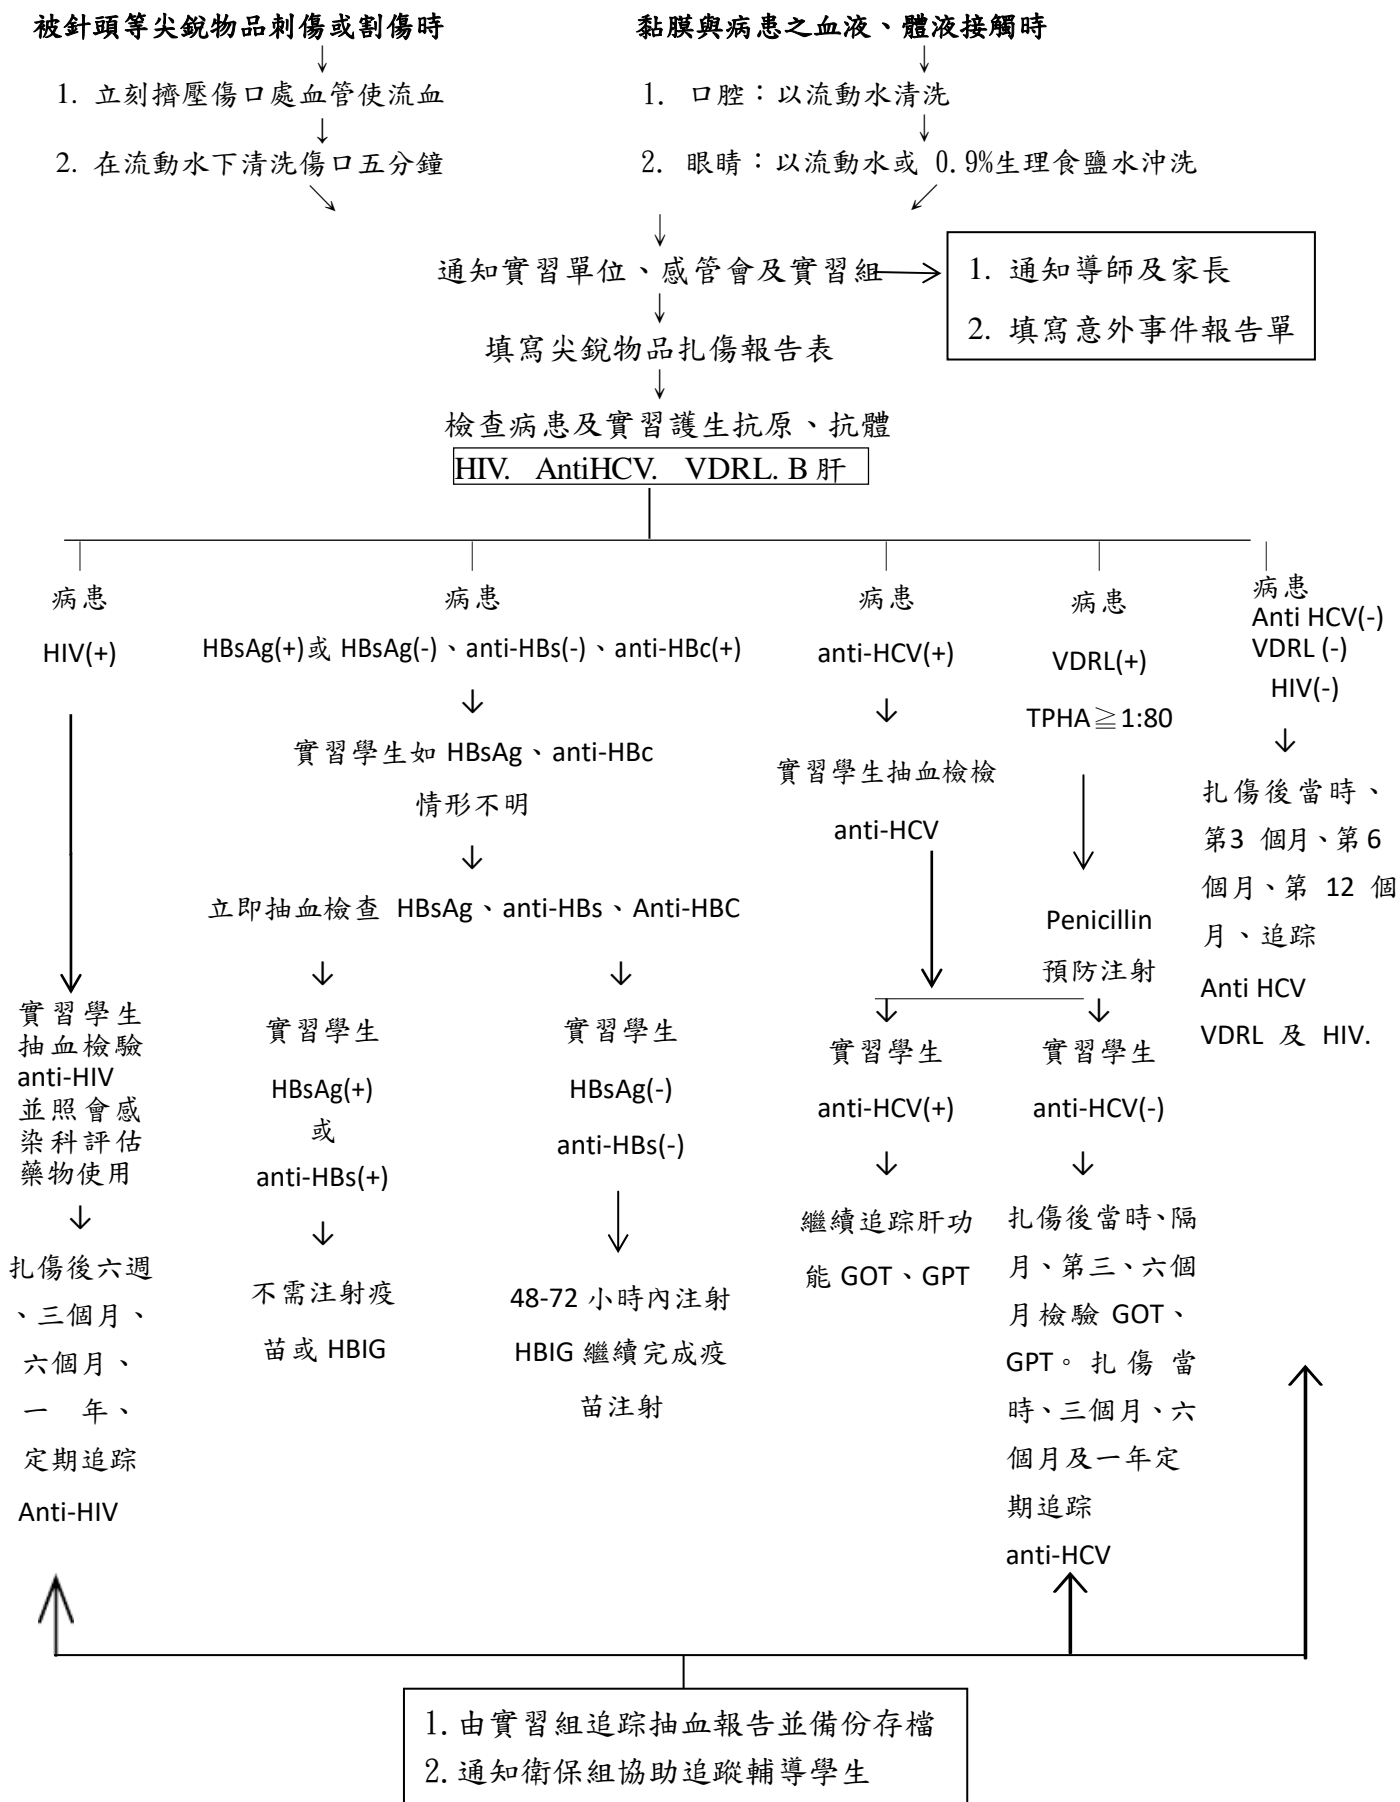 被針頭等尖銳物品刺傷或割傷時
1. 立刻擠壓傷口處血管使流血
2. 在流動水下清洗傷口五分鐘
黏膜與病患之血液、體液接觸時
1. 口腔：以流動水清洗
2. 眼睛：以流動水或 0.9%生理食鹽水沖洗
通知實習單位、感管會及實習組
1. 通知導師及家長
2. 填寫意外事件報告單
填寫尖銳物品扎傷報告表
檢查病患及實習護生抗原、抗體
HIV. AntiHCV. VDRL. B 肝
病患
HIV(+)
實習學生
抽血檢驗
anti-HIV
並照會感
染科評估
藥物使用
扎傷後六週
、三個月、
六個月、
一 年、
定期追踪
Anti-HIV
病患
HBsAg(+)或 HBsAg(-)、anti-HBs(-)、anti-HBc(+)
實習學生如 HBsAg、anti-HBc
情形不明
立即抽血檢查 HBsAg、anti-HBs、Anti-HBC
實習學生
HBsAg(+)
或
anti-HBs(+)
不需注射疫
苗或 HBIG
實習學生
HBsAg(-)
anti-HBs(-)
48-72 小時內注射
HBIG 繼續完成疫
苗注射
病患
anti-HCV(+)
實習學生抽血檢檢
anti-HCV
實習學生
anti-HCV(+)
繼續追踪肝功
能 GOT、GPT
病患
VDRL(+)
TPHA≧1:80
Penicillin
預防注射
實習學生
anti-HCV(-)
扎傷後當時、隔
月、第三、六個
月檢驗 GOT、
GPT。扎 傷 當
時、三個月、六
個月及一年定
期追踪
anti-HCV
病患
Anti HCV(-)
VDRL (-)
HIV(-)
扎傷後當時、
第3 個月、第 6
個月、第 12 個
月、追踪
Anti HCV
VDRL 及 HIV.
1. 由實習組追踪抽血報告並備份存檔
2. 通知衛保組協助追蹤輔導學生